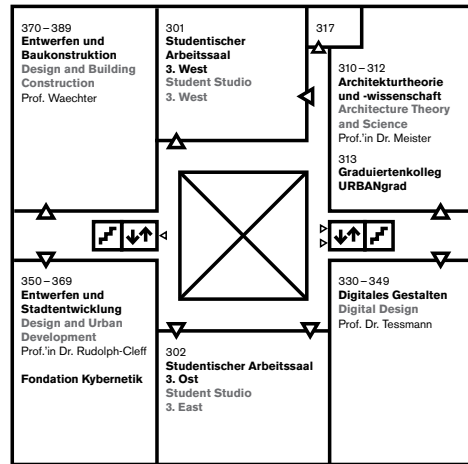 370–389
Entwerfen und
Baukonstruktion
Design and Building
Construction
Prof. Waechter
301
Studentischer
Arbeitssaal
3. West
Student Studio
3. West
317
310–312
Architekturtheorie
und -wissenschaft
Architecture Theory
and Science
Prof.'in Dr. Meister
313
Graduiertenkolleg
URBANgrad
350–369
Entwerfen und
Stadtentwicklung
Design and Urban
Development
Prof.'in Dr. Rudolph-Cleff
Fondation Kybernetik
302
Studentischer Arbeitssaal
3. Ost
Student Studio
3. East
330–349
Digitales Gestalten
Digital Design
Prof. Dr. Tessmann